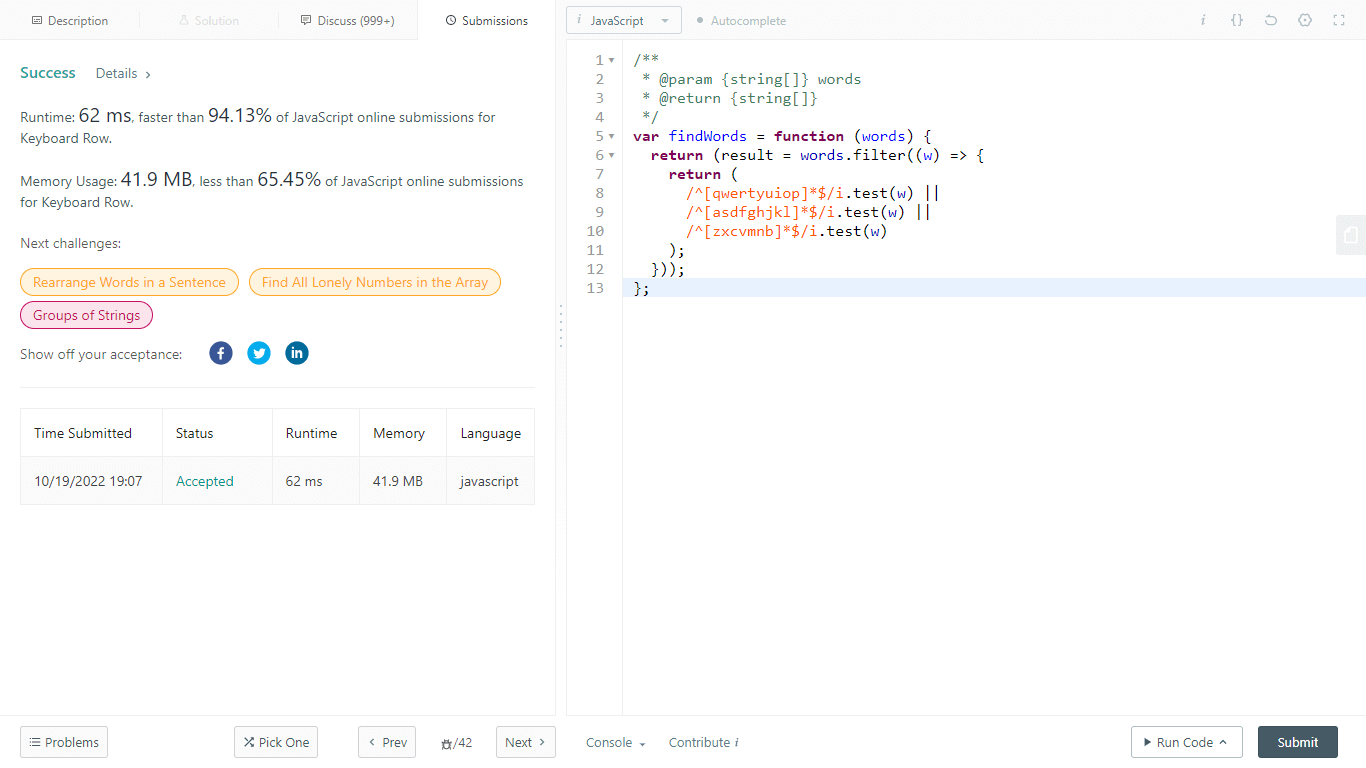 Description
Solution
Discuss (999+)
Submissions
Success
Details
Runtime: 62 ms, faster than 94.13% of JavaScript online submissions for
Keyboard Row.
Memory Usage: 41.9 MB, less than 65.45% of JavaScript online submissions
for Keyboard Row.
Next challenges:
Rearrange Words in a Sentence
Find All Lonely Numbers in the Array
Groups of Strings
Show off your acceptance:
Time Submitted Status Runtime Memory Language
10/19/2022 19:07 Accepted 62 ms 41.9 MB javascript
Problems
Pick One
Prev
/42
Next
i JavaScript
Autocomplete
i {}
1 /**
2 * @param {string[]} words
3 * @return {string[]}
4 */
5 var findWords = function (words) {
6 return (result = words.filter((w) => {
7 return (
8 /^[qwertyuiop]*$/i.test(w) ||
9 /^[asdfghjkl]*$/i.test(w) ||
10 /^[zxcvmnb]*$/i.test(w)
11 );
12 }));
13 };
Console
Contribute i
Run Code
Submit